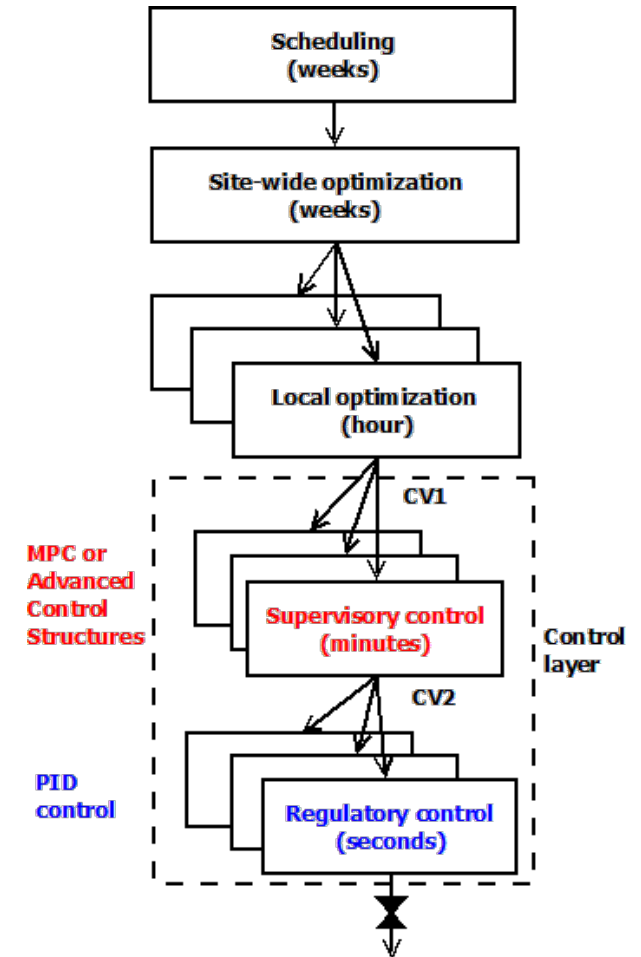 Scheduling
(weeks)
Site-wide optimization
(weeks)
Local optimization
(hour)
CV1
MPC or
Advanced
Control
Structures
Supervisory control
(minutes)
Control
layer
CV2
PID
control
Regulatory control
(seconds)